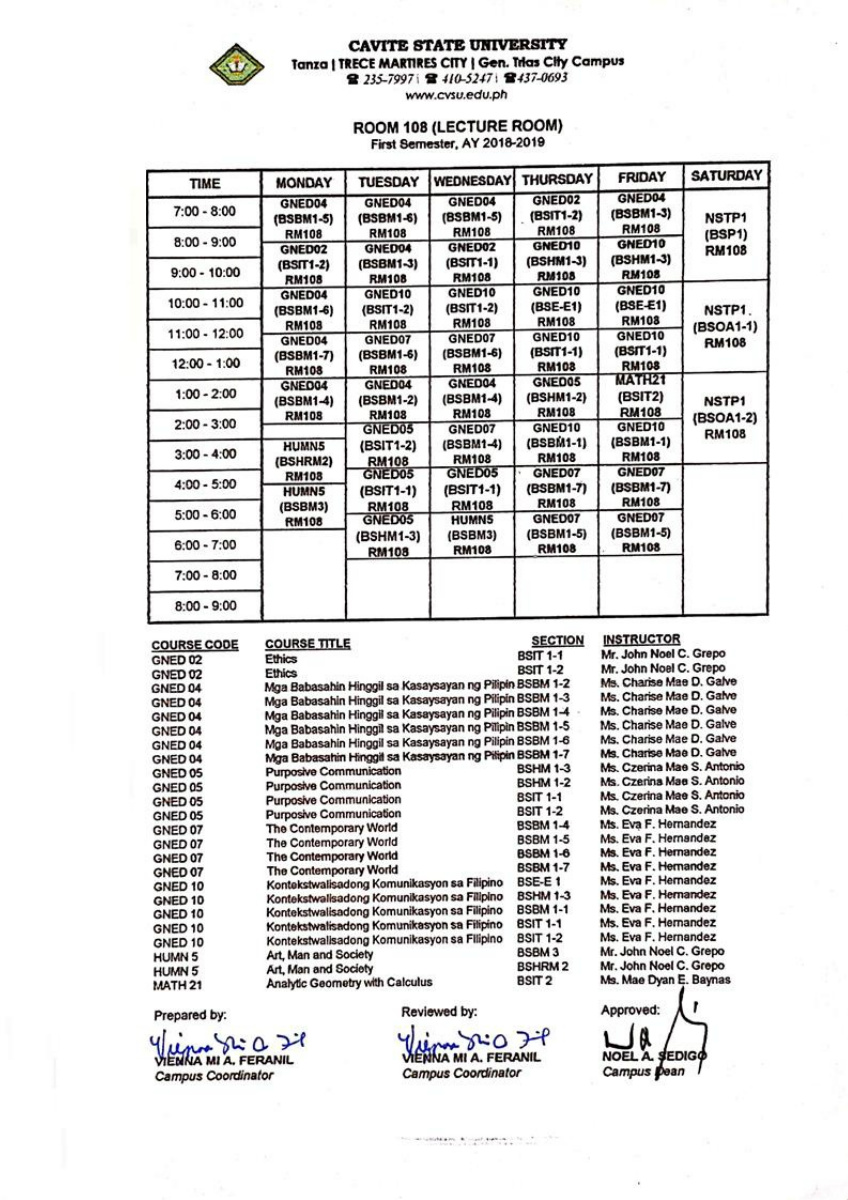 CAVITE STATE UNIVERSITY
Tanza | TRECE MARTIRES CITY | Gen. Trias City Campus
☎ 235-7997 ¦ ☎ 410-5247 ¦ ☎ 437-0693
www.cvsu.edu.ph
ROOM 108 (LECTURE ROOM)
First Semester, AY 2018-2019
TIME MONDAY TUESDAY WEDNESDAY THURSDAY FRIDAY SATURDAY
7:00 - 8:00
8:00 - 9:00
9:00 - 10:00
10:00 - 11:00
11:00 - 12:00
12:00 - 1:00
1:00 - 2:00
2:00 - 3:00
3:00 - 4:00
4:00 - 5:00
5:00 - 6:00
6:00 - 7:00
7:00 - 8:00
8:00 - 9:00
GNED04
(BSBM1-5)
RM108
GNED02
(BSIT1-2)
RM108
GNED04
(BSBM1-6)
RM108
GNED04
(BSBM1-7)
RM108
GNED04
(BSBM1-4)
RM108
HUMN5
(BSHRM2)
RM108
HUMN5
(BSBM3)
RM108
GNED04
(BSBM1-6)
RM108
GNED04
(BSBM1-3)
RM108
GNED10
(BSIT1-2)
RM108
GNED07
(BSBM1-6)
RM108
GNED04
(BSBM1-2)
RM108
GNED05
(BSIT1-2)
RM108
GNED05
(BSIT1-1)
RM108
GNED05
(BSHM1-3)
RM108
GNED04
(BSBM1-5)
RM108
GNED02
(BSIT1-1)
RM108
GNED10
(BSIT1-2)
RM108
GNED07
(BSBM1-6)
RM108
GNED04
(BSBM1-2)
RM108
GNED07
(BSBM1-4)
RM108
GNED05
(BSIT1-1)
RM108
HUMN5
(BSBM3)
RM108
GNED02
(BSIT1-2)
RM108
GNED10
(BSHM1-3)
RM108
GNED10
(BSE-E1)
RM108
GNED10
(BSIT1-1)
RM108
GNED05
(BSHM1-2)
RM108
GNED10
(BSBM1-1)
RM108
GNED07
(BSBM1-7)
RM108
GNED07
(BSBM1-5)
RM108
GNED04
(BSBM1-3)
RM108
GNED10
(BSHM1-3)
RM108
GNED10
(BSE-E1)
RM108
GNED10
(BSIT1-1)
RM108
MATH21
(BSIT2)
RM108
GNED10
(BSBM1-1)
RM108
GNED07
(BSBM1-7)
RM108
GNED07
(BSBM1-5)
RM108
NSTP1
(BSP1)
RM108
NSTP1
(BSOA1-1)
RM108
NSTP1
(BSOA1-2)
RM108
COURSE CODE COURSE TITLE SECTION INSTRUCTOR
GNED 02 Ethics BSIT 1-1 Mr. John Noel C. Grepo
GNED 02 Ethics BSIT 1-2 Mr. John Noel C. Grepo
GNED 04 Mga Babasahin Hinggil sa Kasaysayan ng Pilipin BSBM 1-2 Ms. Charise Mae D. Galve
GNED 04 Mga Babasahin Hinggil sa Kasaysayan ng Pilipin BSBM 1-3 Ms. Charise Mae D. Galve
GNED 04 Mga Babasahin Hinggil sa Kasaysayan ng Pilipin BSBM 1-4 Ms. Charise Mae D. Galve
GNED 04 Mga Babasahin Hinggil sa Kasaysayan ng Pilipin BSBM 1-5 Ms. Charise Mae D. Galve
GNED 04 Mga Babasahin Hinggil sa Kasaysayan ng Pilipin BSBM 1-6 Ms. Charise Mae D. Galve
GNED 04 Mga Babasahin Hinggil sa Kasaysayan ng Pilipin BSBM 1-7 Ms. Charise Mae D. Galve
GNED 05 Purposive Communication BSHM 1-3 Ms. Czerina Mae S. Antonio
GNED 05 Purposive Communication BSHM 1-2 Ms. Czerina Mae S. Antonio
GNED 05 Purposive Communication BSIT 1-1 Ms. Czerina Mae S. Antonio
GNED 05 Purposive Communication BSIT 1-2 Ms. Czerina Mae S. Antonio
GNED 07 The Contemporary World BSBM 1-4 Ms. Eva F. Hernandez
GNED 07 The Contemporary World BSBM 1-5 Ms. Eva F. Hernandez
GNED 07 The Contemporary World BSBM 1-6 Ms. Eva F. Hernandez
GNED 07 The Contemporary World BSBM 1-7 Ms. Eva F. Hernandez
GNED 10 Kontekstwalisadong Komunikasyon sa Filipino BSE-E 1 Ms. Eva F. Hernandez
GNED 10 Kontekstwalisadong Komunikasyon sa Filipino BSHM 1-3 Ms. Eva F. Hernandez
GNED 10 Kontekstwalisadong Komunikasyon sa Filipino BSBM 1-1 Ms. Eva F. Hernandez
GNED 10 Kontekstwalisadong Komunikasyon sa Filipino BSIT 1-1 Ms. Eva F. Hernandez
GNED 10 Kontekstwalisadong Komunikasyon sa Filipino BSIT 1-2 Ms. Eva F. Hernandez
HUMN 5 Art, Man and Society BSBM 3 Mr. John Noel C. Grepo
HUMN 5 Art, Man and Society BSHRM 2 Mr. John Noel C. Grepo
MATH 21 Analytic Geometry with Calculus BSIT 2 Ms. Mae Dyan E. Baynas
Prepared by: Reviewed by: Approved:
VIENNA MI A. FERANIL VIENNA MI A. FERANIL NOEL A. SEDIGO
Campus Coordinator Campus Coordinator Campus Dean